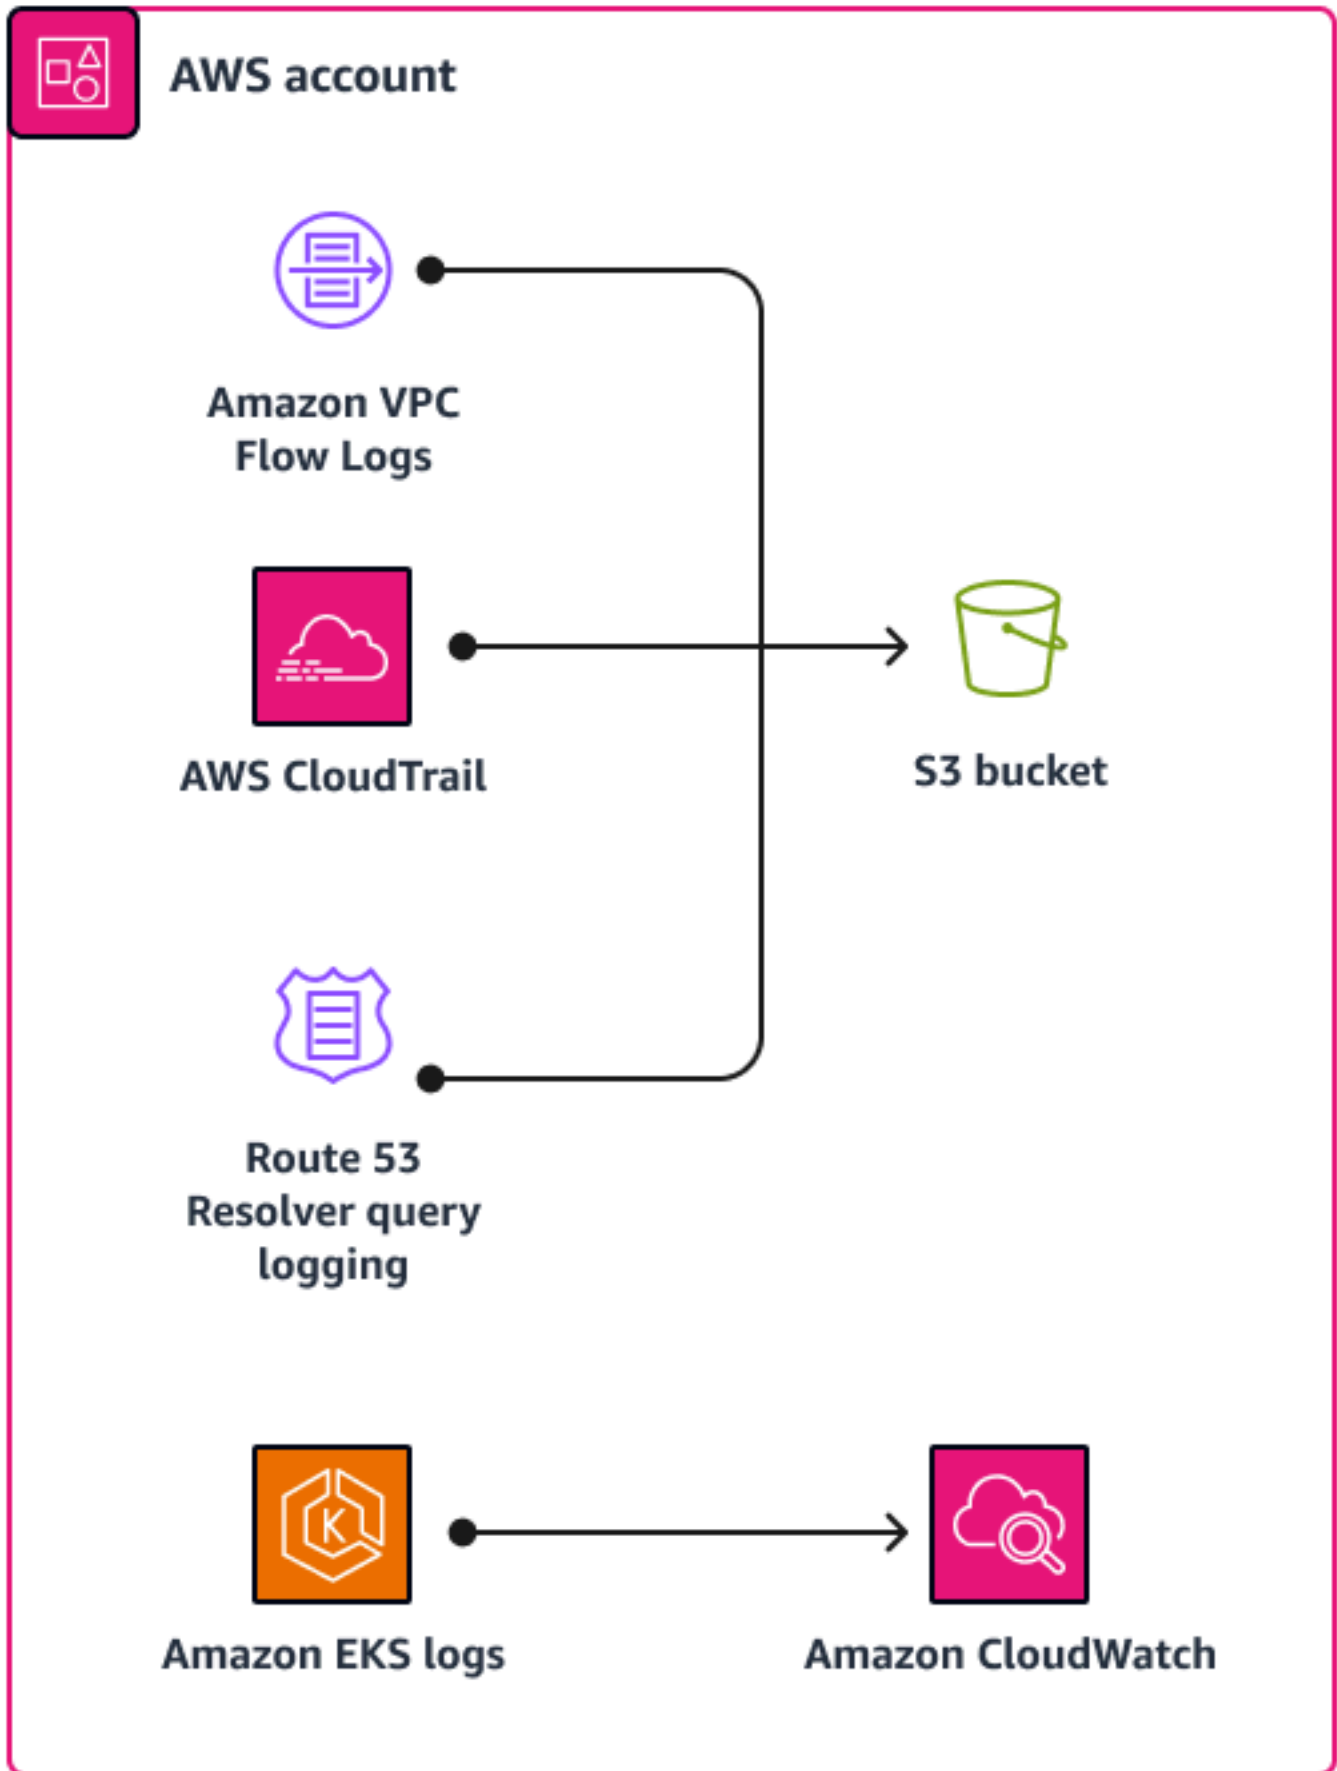 AWS account
Amazon VPC
Flow Logs
AWS CloudTrail
S3 bucket
Route 53
Resolver query
logging
K
Amazon EKS logs
Amazon CloudWatch